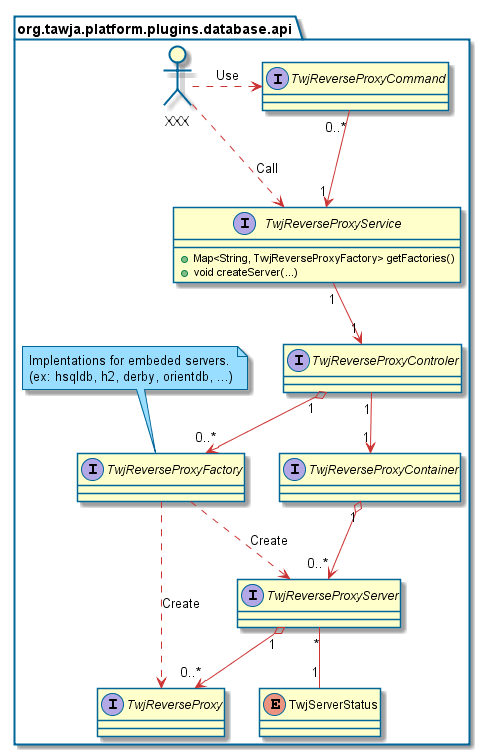 org.tawja.platform.plugins.database.api
Use
I TwjReverseProxyCommand
XXX
0..*
Call
1
I TwjReverseProxyService
Map<String, TwjReverseProxyFactory> getFactories()
void createServer(...)
1
1
Implentations for embeded servers.
(ex: hsqldb, h2, derby, orientdb, ...)
I TwjReverseProxyControler
1
1
0..*
1
I TwjReverseProxyFactory
I TwjReverseProxyContainer
1
Create
0..*
I TwjReverseProxyServer
Create
1
*
0..*
1
I TwjReverseProxy
E TwjServerStatus